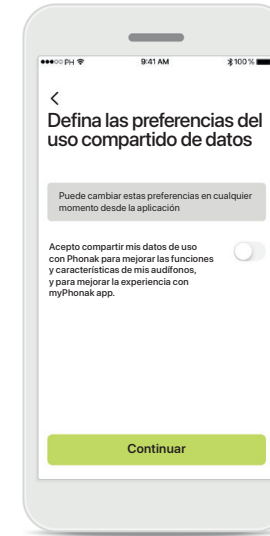 PH 9:41 AM 100 %
Defina las preferencias del
uso compartido de datos
Puede cambiar estas preferencias en cualquier
momento desde la aplicación
Acepto compartir mis datos de uso
con Phonak para mejorar las funciones
y características de mis audífonos,
y para mejorar la experiencia con
myPhonak app.
Continuar